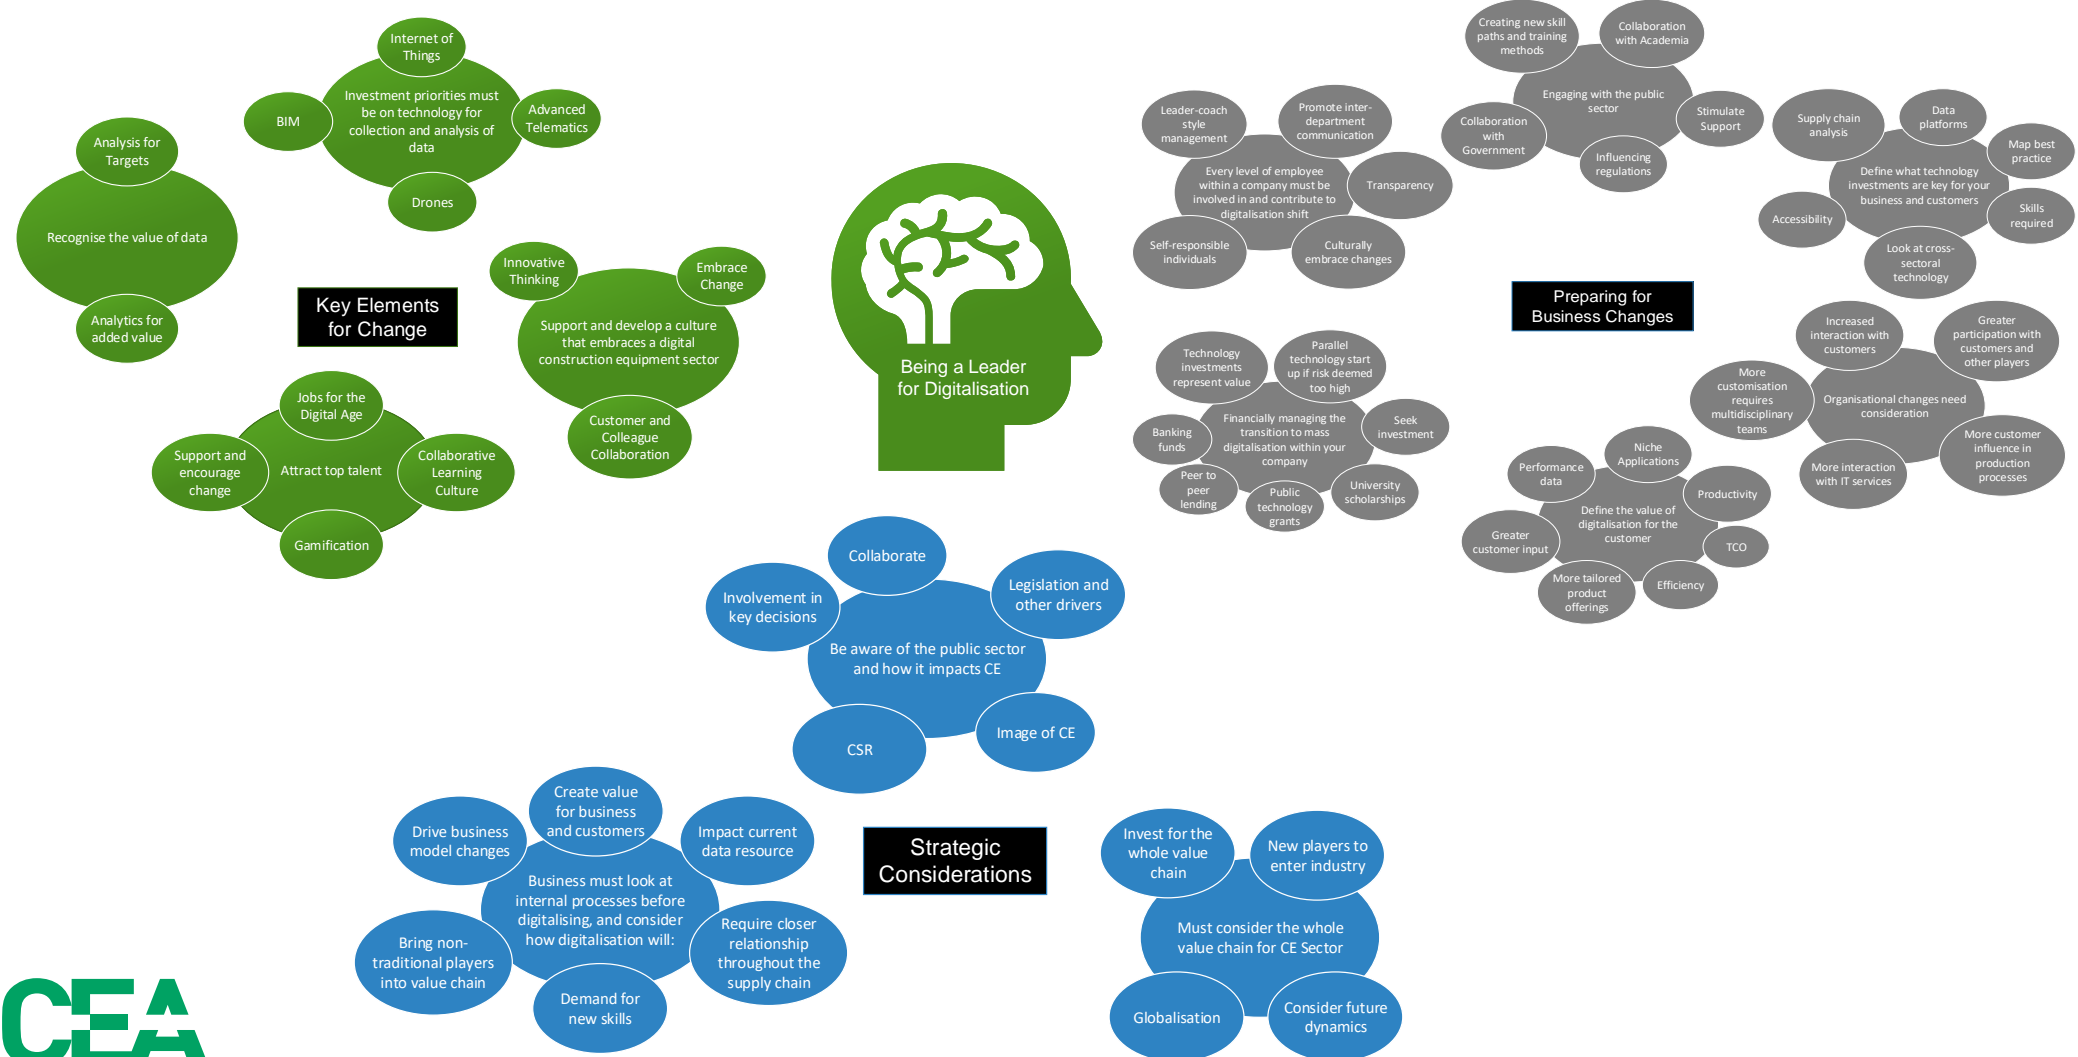 Internet of
Things
Investment priorities must
be on technology for
collection and analysis of
data
BIM
Advanced
Telematics
Drones
Analysis for
Targets
Recognise the value of data
Analytics for
added value
Key Elements
for Change
Innovative
Thinking
Embrace
Change
Support and develop a culture
that embraces a digital
construction equipment sector
Customer and
Colleague
Collaboration
Jobs for the
Digital Age
Support and
encourage
change
Attract top talent
Collaborative
Learning
Culture
Gamification
Being a Leader
for Digitalisation
Leader-coach
style
management
Promote inter-
department
communication
Every level of employee
within a company must be
involved in and contribute to
digitalisation shift
Transparency
Self-responsible
individuals
Culturally
embrace changes
Creating new skill
paths and training
methods
Collaboration
with Academia
Engaging with the public
sector
Stimulate
Support
Collaboration
with
Government
Influencing
regulations
Supply chain
analysis
Data
platforms
Map best
practice
Define what technology
investments are key for your
business and customers
Accessibility
Skills
required
Look at cross-
sectoral
technology
Preparing for
Business Changes
Technology
investments
represent value
Parallel
technology start
up if risk deemed
too high
Financially managing the
transition to mass
digitalisation within your
company
Seek
investment
Banking
funds
Peer to
peer
lending
Public
technology
grants
University
scholarships
Increased
interaction with
customers
Greater
participation with
customers and
other players
More
customisation
requires
multidisciplinary
teams
Organisational changes need
consideration
More customer
influence in
production
processes
More interaction
with IT services
Niche
Applications
Performance
data
Productivity
Define the value of
digitalisation for the
customer
Greater
customer input
TCO
More tailored
product
offerings
Efficiency
Collaborate
Involvement in
key decisions
Legislation and
other drivers
Be aware of the public sector
and how it impacts CE
CSR
Image of CE
Strategic
Considerations
Create value
for business
and customers
Drive business
model changes
Impact current
data resource
Business must look at
internal processes before
digitalising, and consider
how digitalisation will:
Bring non-
traditional players
into value chain
Require closer
relationship
throughout the
supply chain
Demand for
new skills
Invest for the
whole value
chain
New players to
enter industry
Must consider the whole
value chain for CE Sector
Globalisation
Consider future
dynamics
CEA